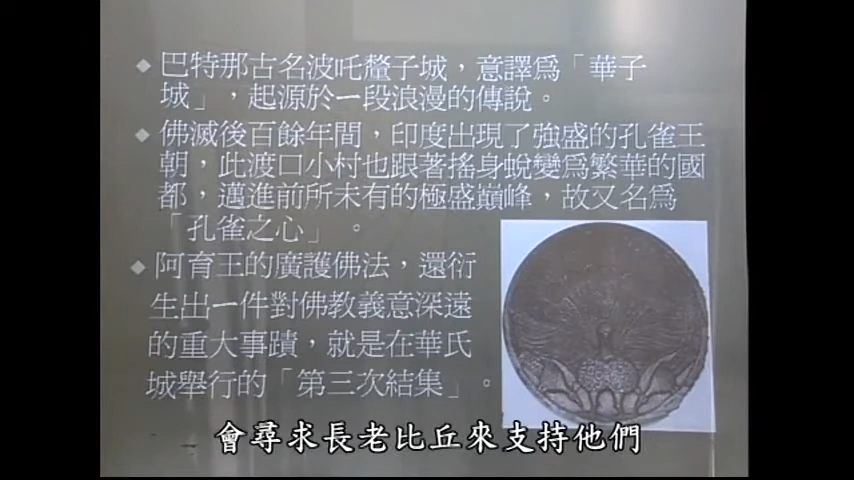 ◆巴特那古名波吒釐子城，意譯爲「華子
城」，起源於一段浪漫的傳說。
◆佛滅後百餘年間，印度出現了強盛的孔雀王
朝，此渡口小村也跟著搖身蛻變爲繁華的國
都，邁進前所未有的極盛巔峰，故又名爲
「孔雀之心」。
◆阿育王的廣護佛法，還衍
生出一件對佛教義意深遠
的重大事蹟，就是在華氏
城舉行的「第三次結集」。
會尋求長老比丘來支持他們